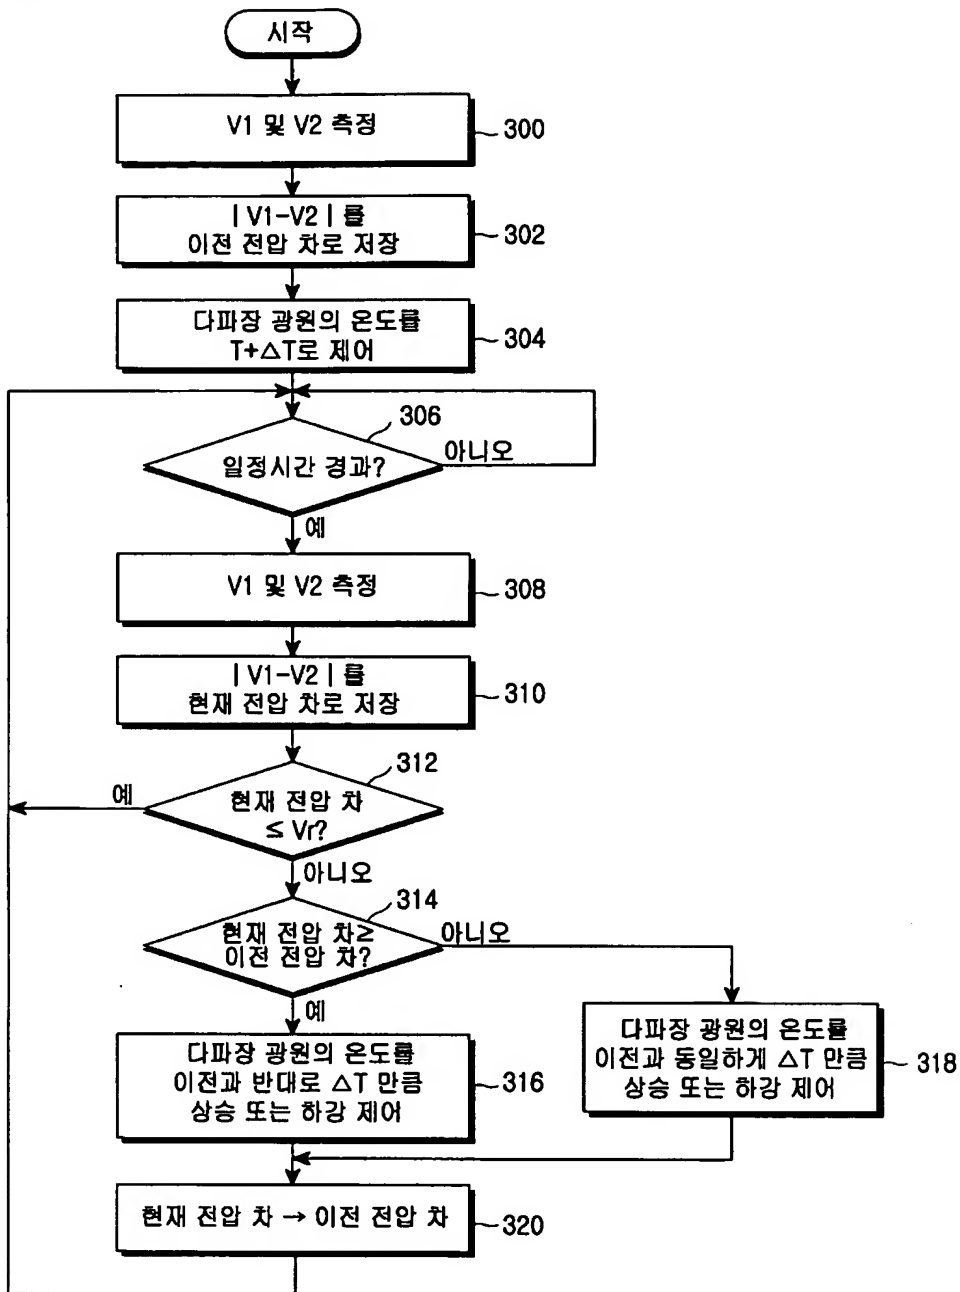 시작
V1 및 V2 측정
300
| V1-V2 | 를
이전 전압 차로 저장
302
다파장 광원의 온도를
T+△T로 제어
304
306
일정시간 경과?
아니오
예
V1 및 V2 측정
308
| V1-V2 | 를
현재 전압 차로 저장
310
312
예
현재 전압 차
≤ Vr?
아니오
314
현재 전압 차≥
이전 전압 차?
아니오
예
다파장 광원의 온도를
이전과 반대로 △T 만큼
상승 또는 하강 제어
316
다파장 광원의 온도를
이전과 동일하게 △T 만큼
상승 또는 하강 제어
318
현재 전압 차 → 이전 전압 차
320